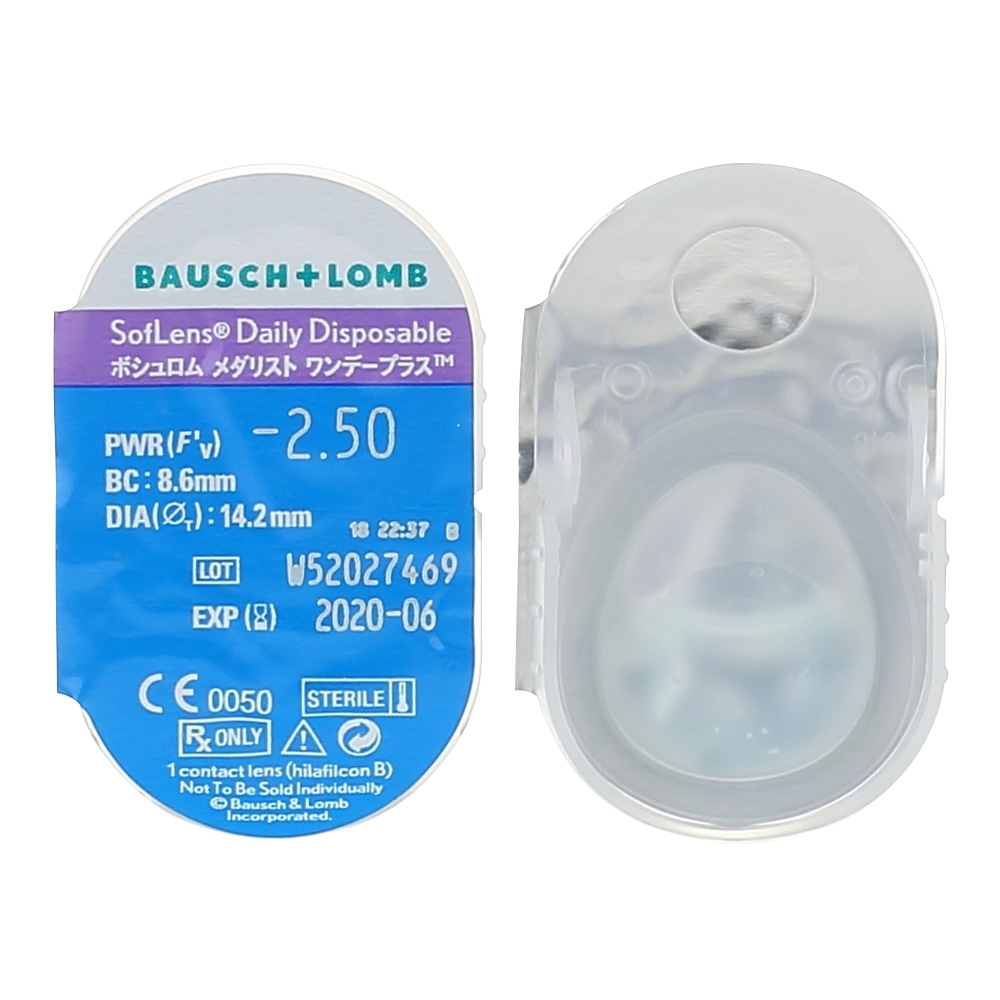 BAUSCH+LOMB
SofLens® Daily Disposable
ボシュロム メダリスト ワンデープラス™
PWR (F'v) -2.50
BC: 8.6mm
DIA(ØT): 14.2mm
18 22:37 B
LOT W52027469
EXP 2020-06
CE 0050 STERILE
Rx ONLY
1 contact lens (hilafilcon B)
Not To Be Sold Individually
© Bausch & Lomb
Incorporated.